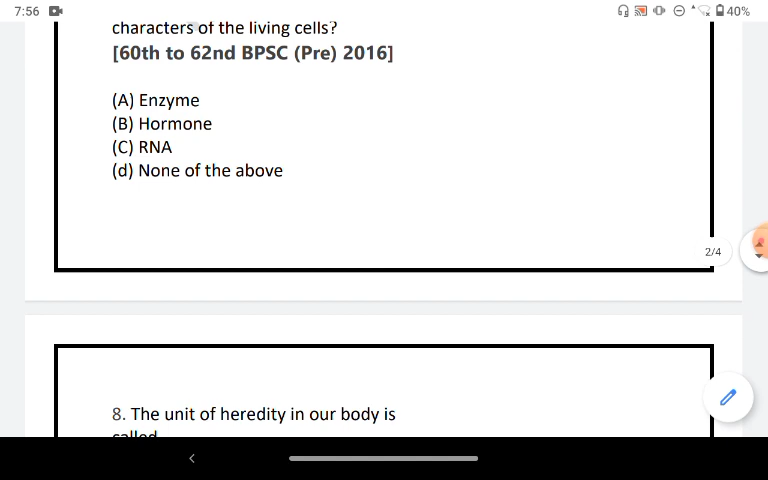 7:56
40%
characters of the living cells?
[60th to 62nd BPSC (Pre) 2016]
(A) Enzyme
(B) Hormone
(C) RNA
(d) None of the above
2/4
8. The unit of heredity in our body is
called